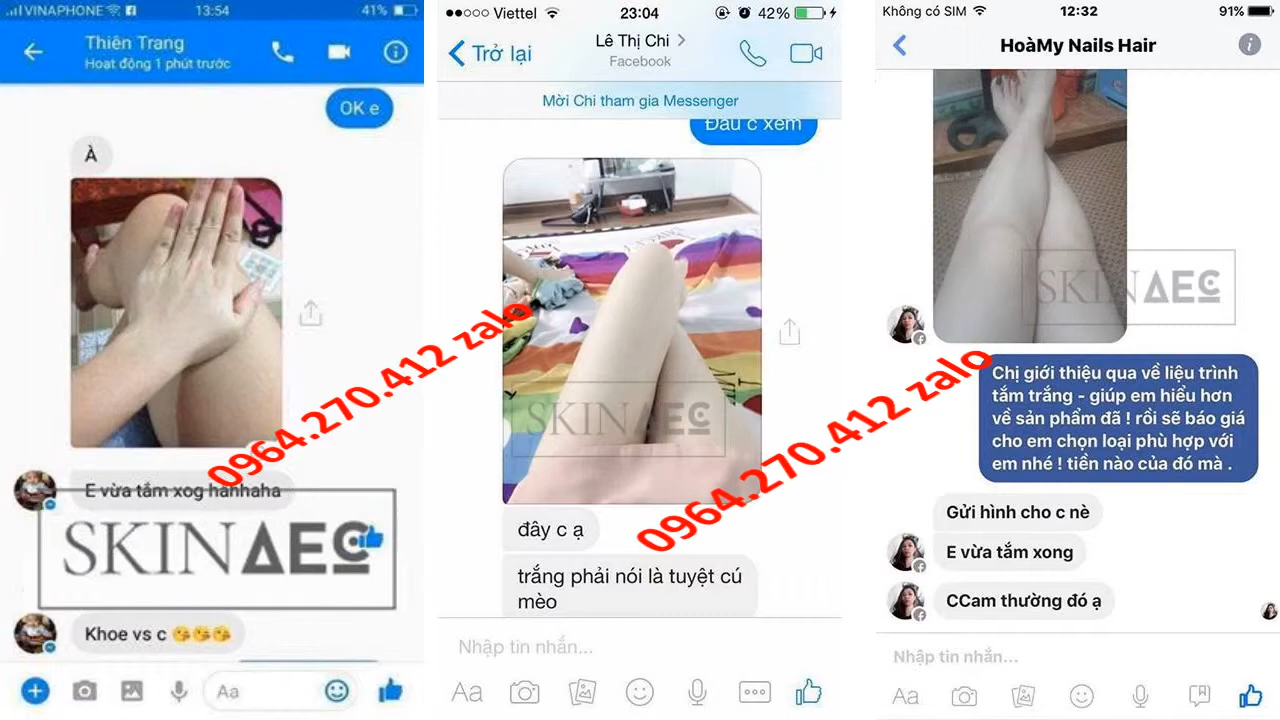 VINAPHONE
13:54
41%
Thiên Trang
Hoạt động 1 phút trước
OK e
À
E vừa tắm xog hahhaha
SKINAEC
Khoe vs c 😘😘😘
Aa
0964.270.412 zalo
Viettel
23:04
42%
Trở lại
Lê Thị Chi
Facebook
Mời Chi tham gia Messenger
Đâu c xem
SKINAEC
đây c ạ
trắng phải nói là tuyệt cú
mèo
Nhập tin nhắn...
Aa
0964.270.412 zalo
Không có SIM
12:32
91%
HoàMy Nails Hair
SKINAEC
Chị giới thiệu qua về liệu trình
tắm trắng - giúp em hiểu hơn
về sản phẩm đã ! rồi sẽ báo giá
cho em chọn loại phù hợp với
em nhé ! tiền nào của đó mà .
Gửi hình cho c nè
E vừa tắm xong
CCam thường đó ạ
Nhập tin nhắn...
Aa